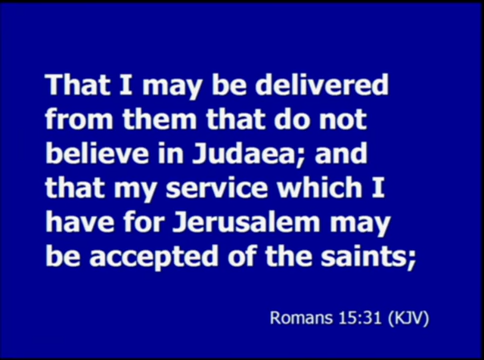 That I may be delivered
from them that do not
believe in Judaea; and
that my service which I
have for Jerusalem may
be accepted of the saints;
Romans 15:31 (KJV)